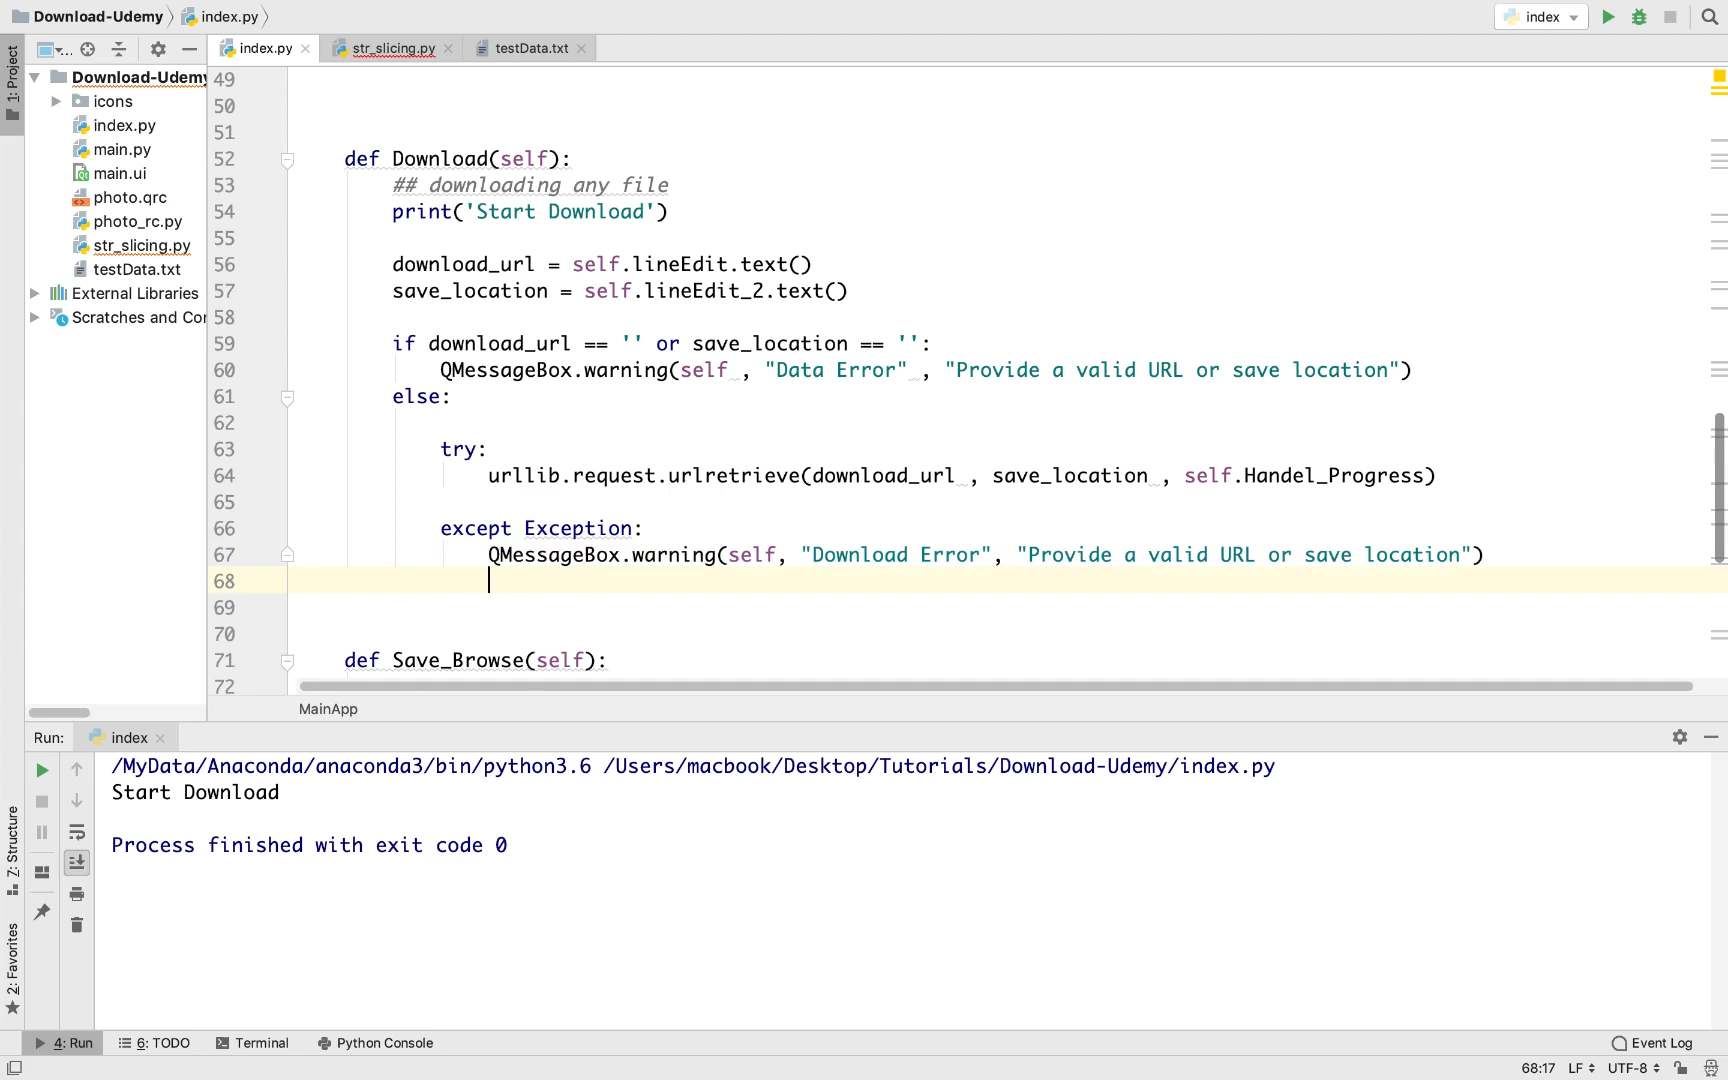 Download-Udemy index.py
index
1: Project
...
index.py str_slicing.py testData.txt
Download-Udemy
icons
index.py
main.py
main.ui
photo.qrc
photo_rc.py
str_slicing.py
testData.txt
External Libraries
Scratches and Cor
49
50
51
52 def Download(self):
53 ## downloading any file
54 print('Start Download')
55
56 download_url = self.lineEdit.text()
57 save_location = self.lineEdit_2.text()
58
59 if download_url == '' or save_location == '':
60 QMessageBox.warning(self , "Data Error" , "Provide a valid URL or save location")
61 else:
62
63 try:
64 urllib.request.urlretrieve(download_url , save_location , self.Handel_Progress)
65
66 except Exception:
67 QMessageBox.warning(self, "Download Error", "Provide a valid URL or save location")
68
69
70
71 def Save_Browse(self):
72
MainApp
Run: index
/MyData/Anaconda/anaconda3/bin/python3.6 /Users/macbook/Desktop/Tutorials/Download-Udemy/index.py
Start Download
Process finished with exit code 0
Z: Structure
2: Favorites
4: Run 6: TODO Terminal Python Console Event Log
68:17 LF UTF-8